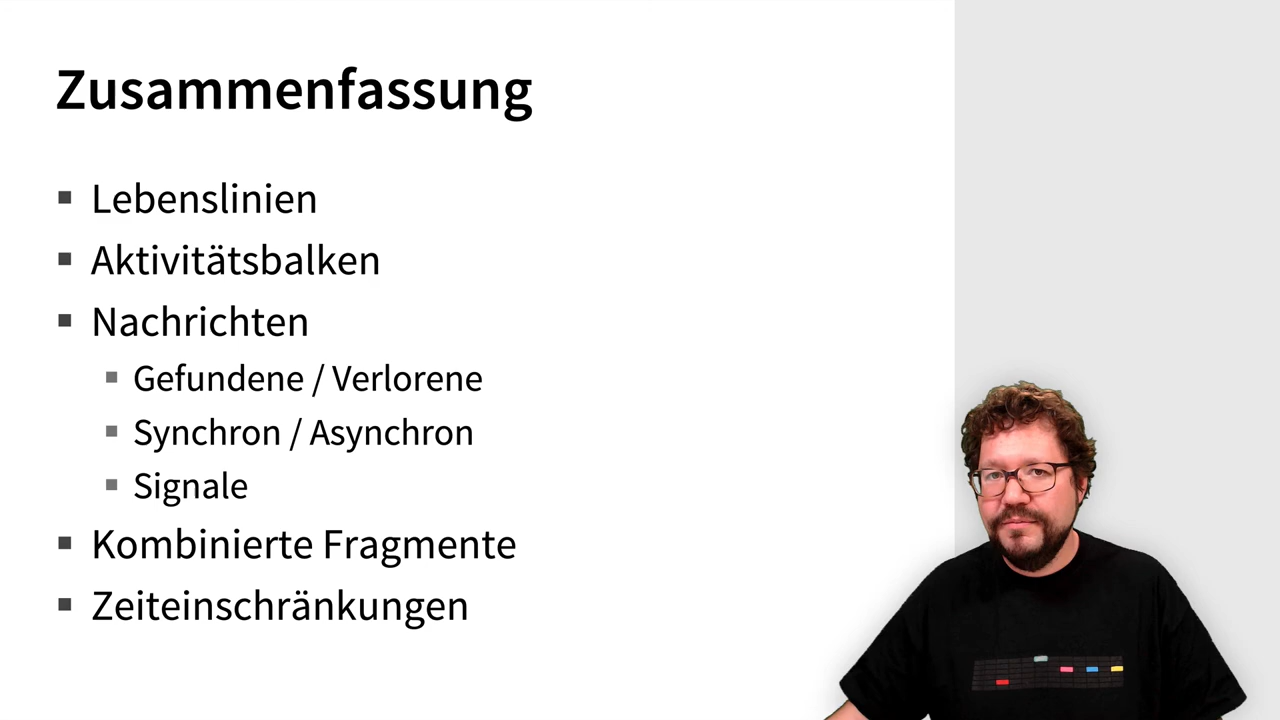 Zusammenfassung
Lebenslinien
Aktivitätsbalken
Nachrichten
Gefundene / Verlorene
Synchron / Asynchron
Signale
Kombinierte Fragmente
Zeiteinschränkungen